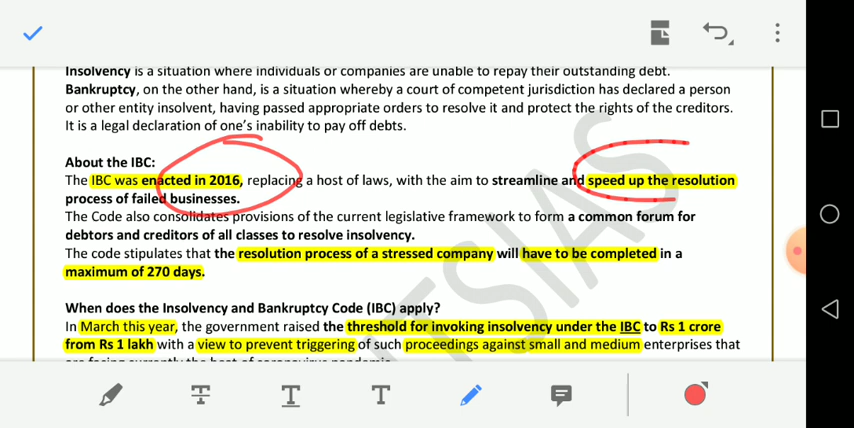 Insolvency is a situation where individuals or companies are unable to repay their outstanding debt.
Bankruptcy, on the other hand, is a situation whereby a court of competent jurisdiction has declared a person
or other entity insolvent, having passed appropriate orders to resolve it and protect the rights of the creditors.
It is a legal declaration of one's inability to pay off debts.
About the IBC:
The IBC was enacted in 2016, replacing a host of laws, with the aim to streamline and speed up the resolution
process of failed businesses.
The Code also consolidates provisions of the current legislative framework to form a common forum for
debtors and creditors of all classes to resolve insolvency.
The code stipulates that the resolution process of a stressed company will have to be completed in a
maximum of 270 days.
When does the Insolvency and Bankruptcy Code (IBC) apply?
In March this year, the government raised the threshold for invoking insolvency under the IBC to Rs 1 crore
from Rs 1 lakh with a view to prevent triggering of such proceedings against small and medium enterprises that